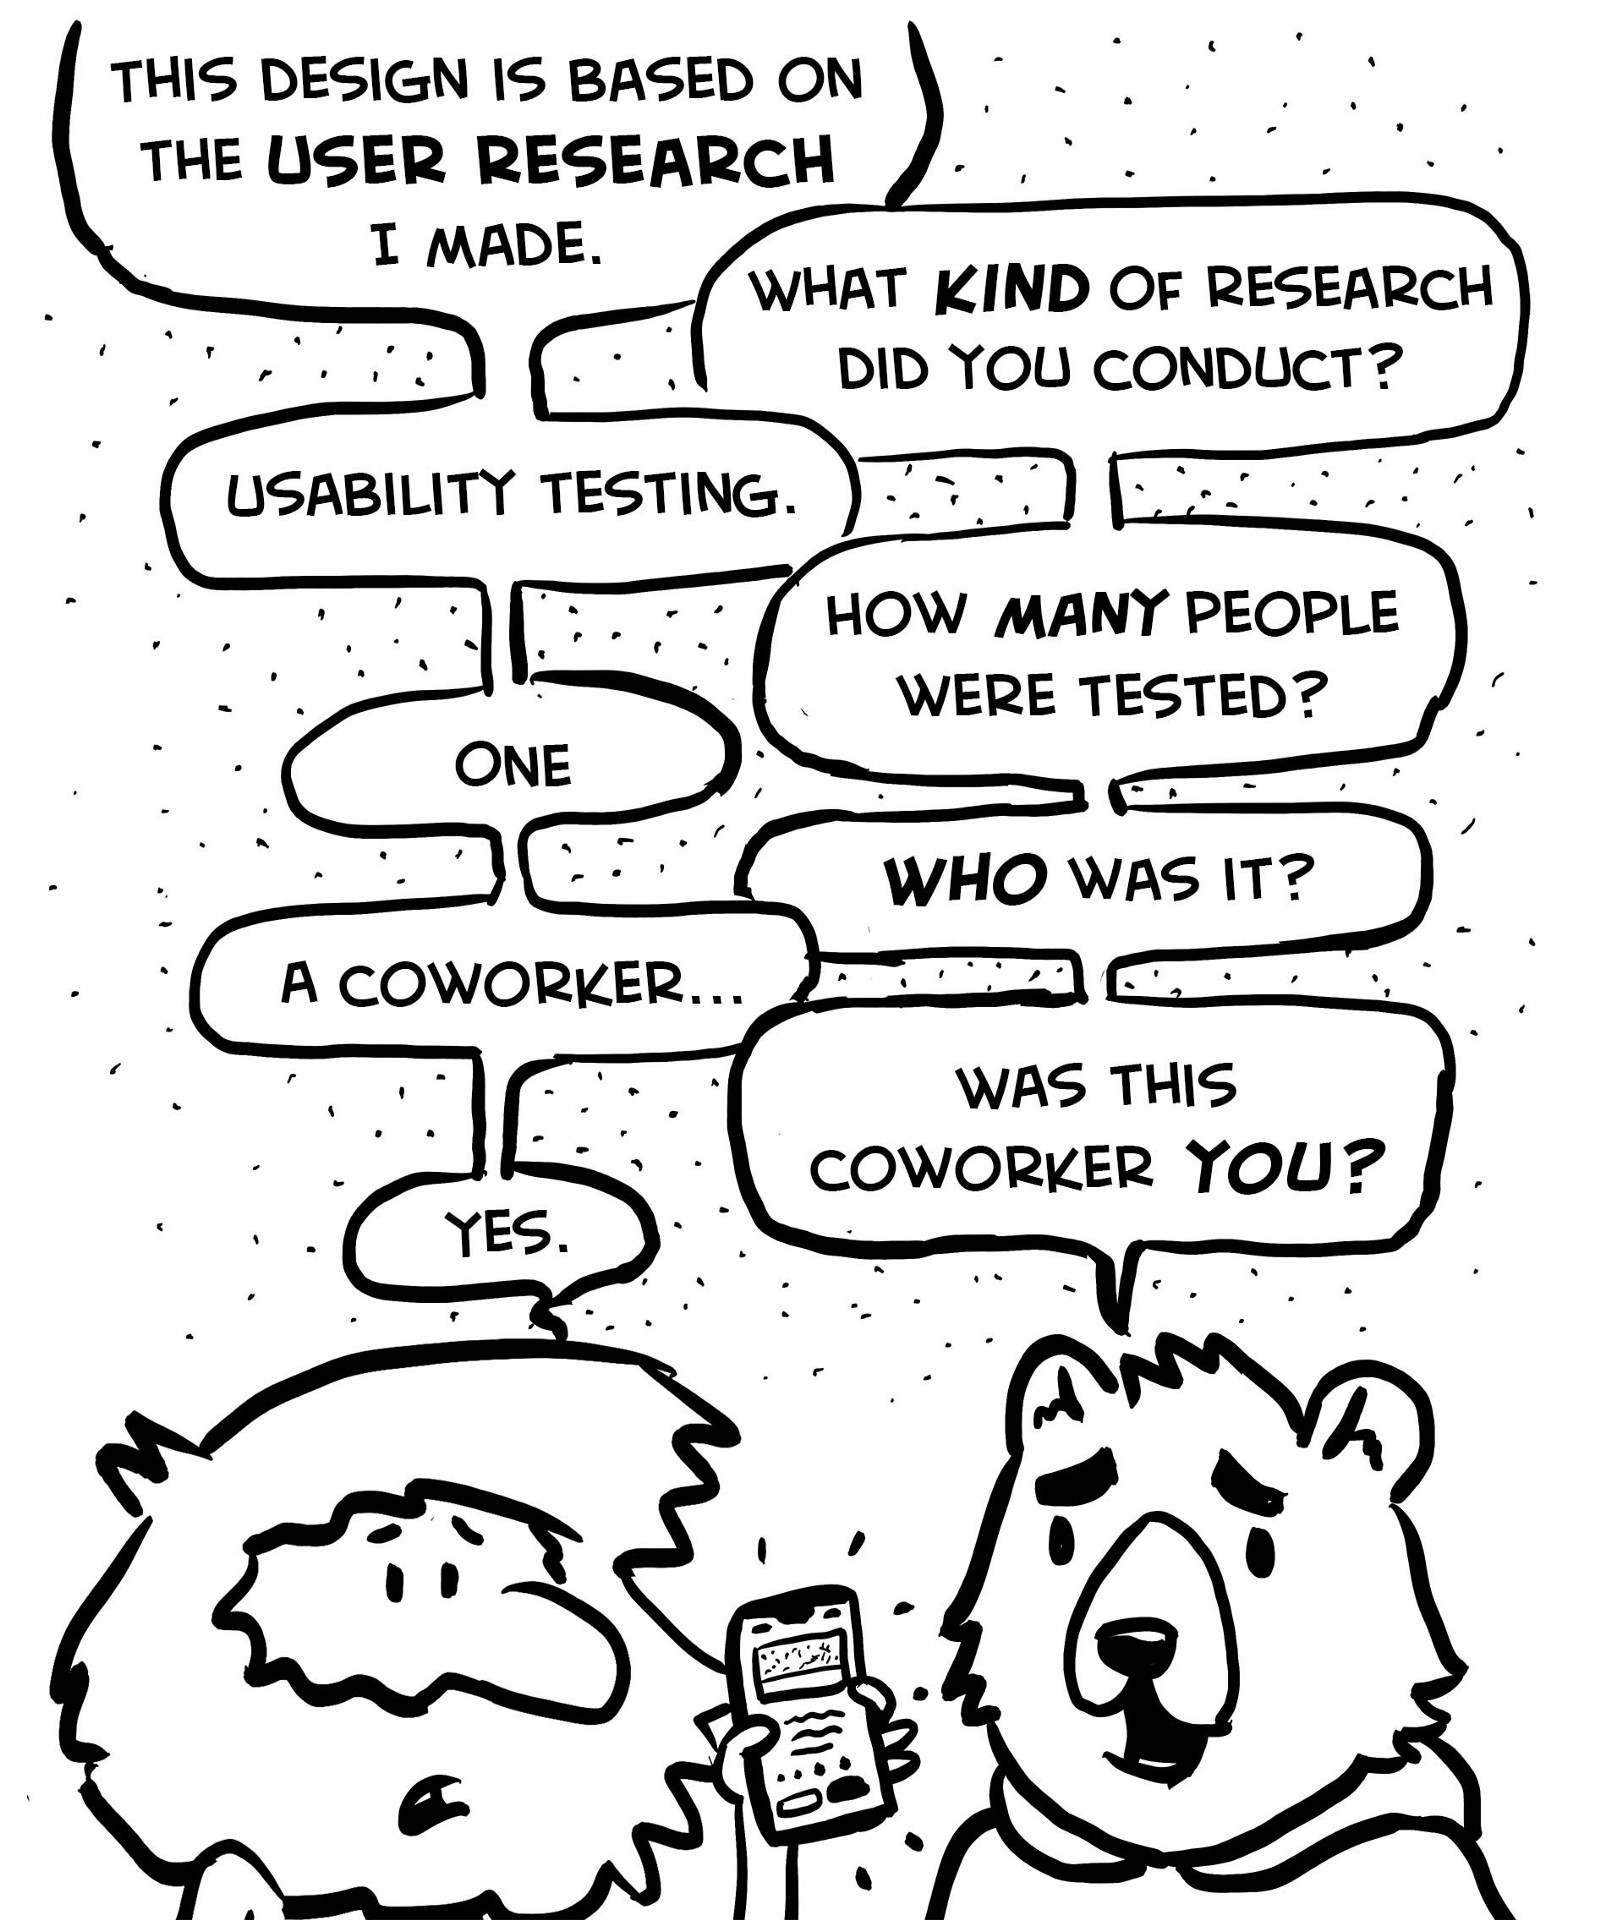 THIS DESIGN IS BASED ON
THE USER RESEARCH
I MADE.
WHAT KIND OF RESEARCH
DID YOU CONDUCT?
USABILITY TESTING.
HOW MANY PEOPLE
WERE TESTED?
ONE
WHO WAS IT?
A COWORKER...
WAS THIS
COWORKER YOU?
YES.